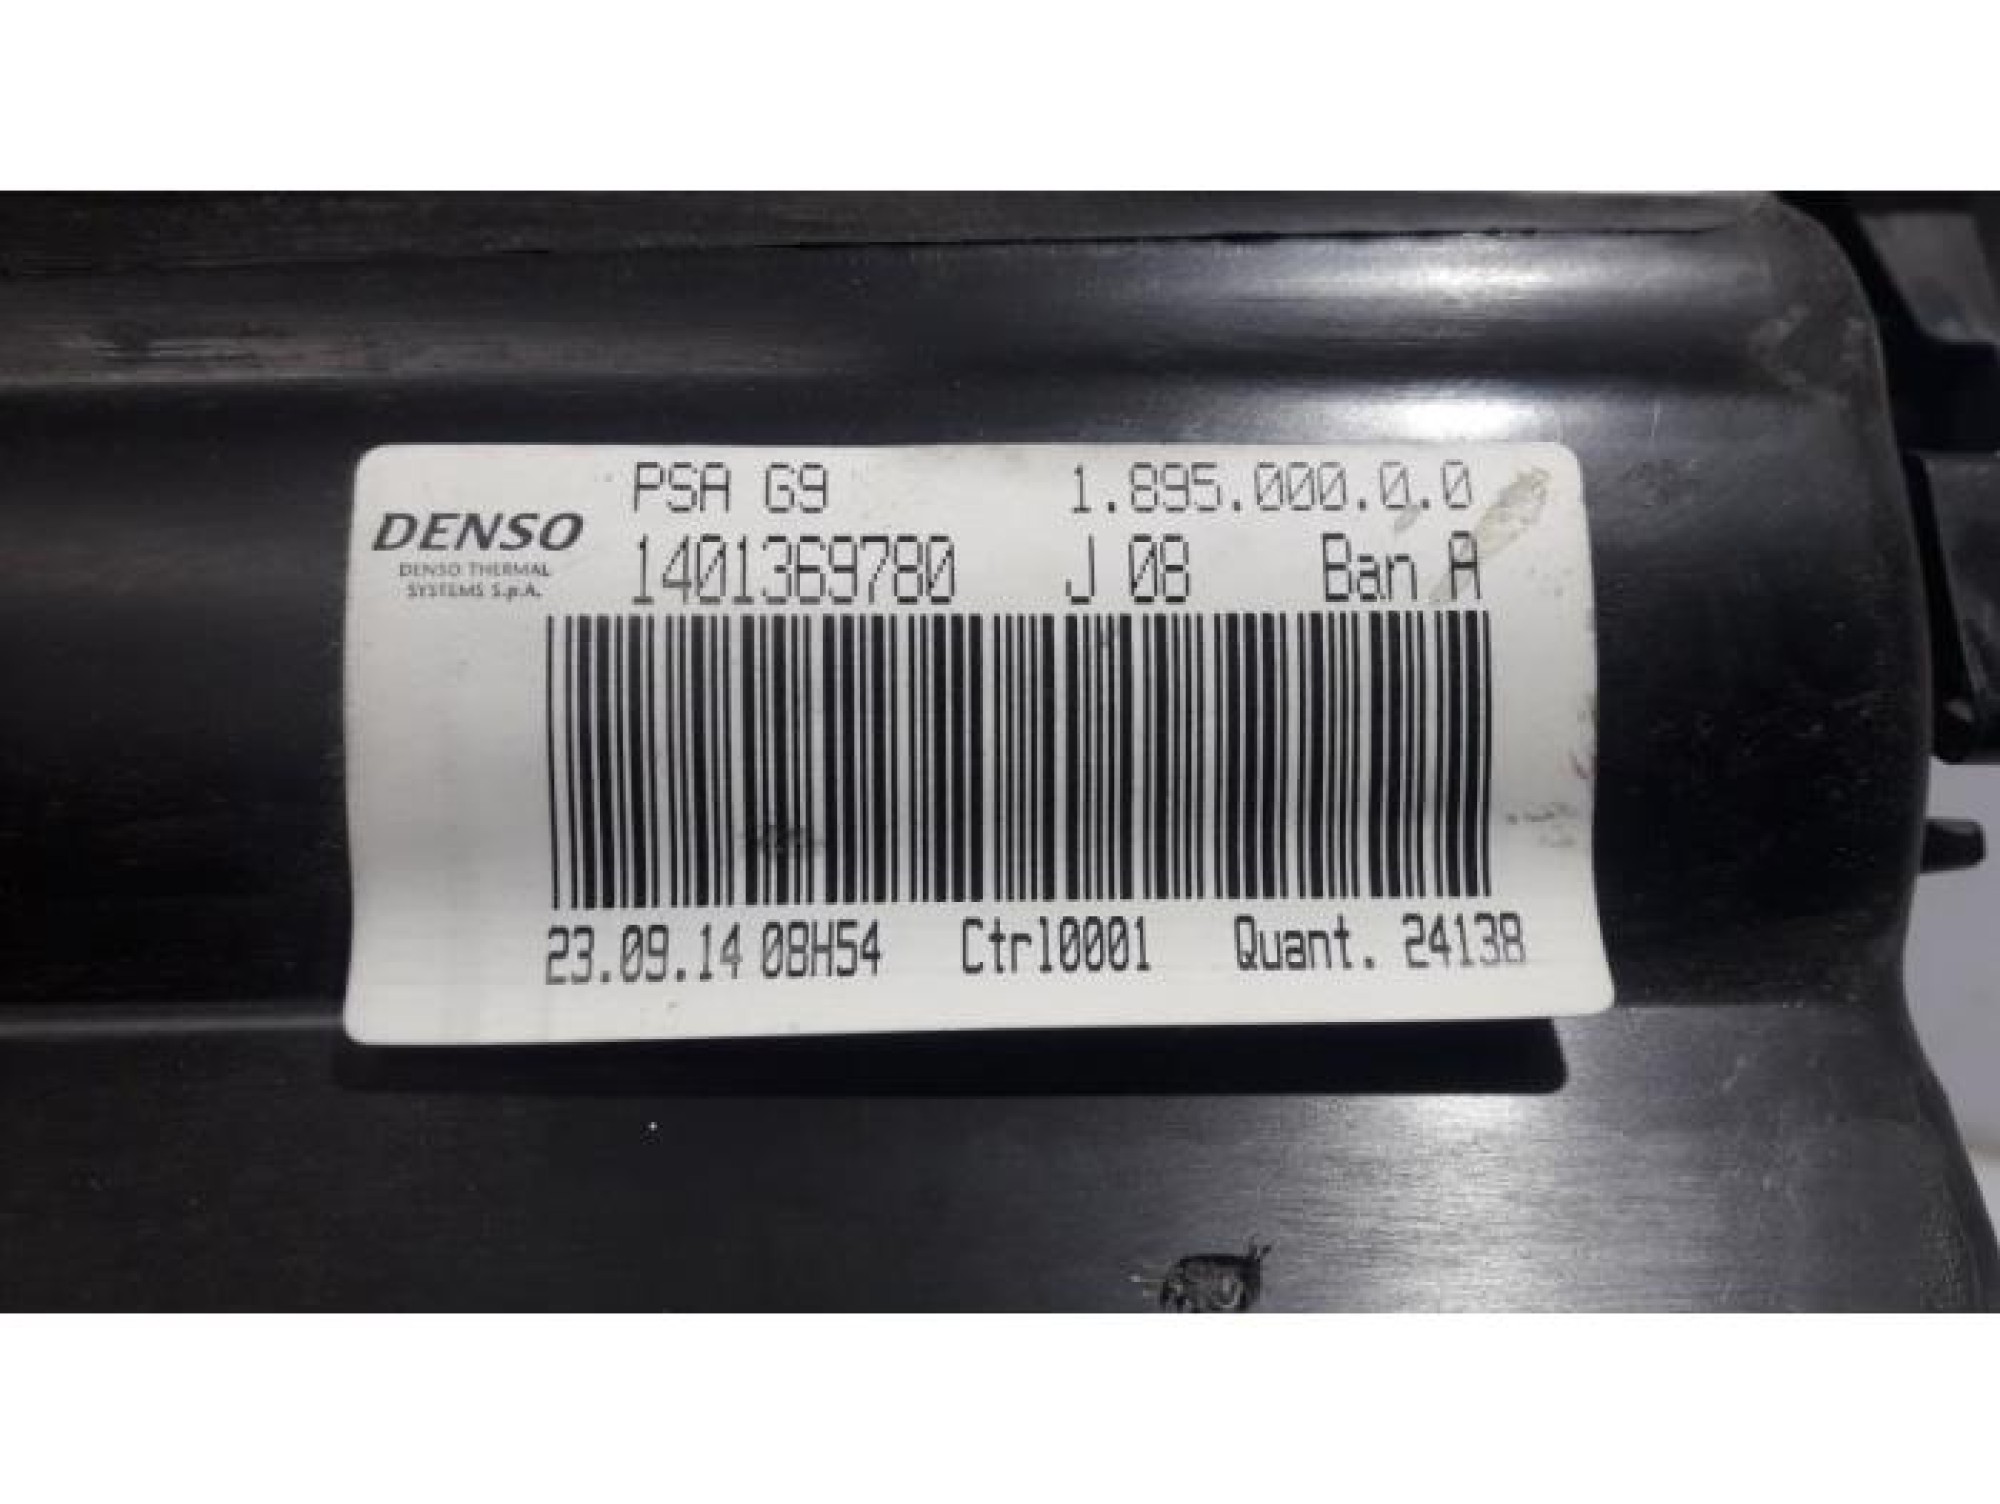 PSA G9 1.895.000.0.0
DENSO
1401369780 J 08 Ban A
DENSO THERMAL
SYSTEMS S.p.A.
23.09.14 08H54 Ctrl0001 Quant. 24138